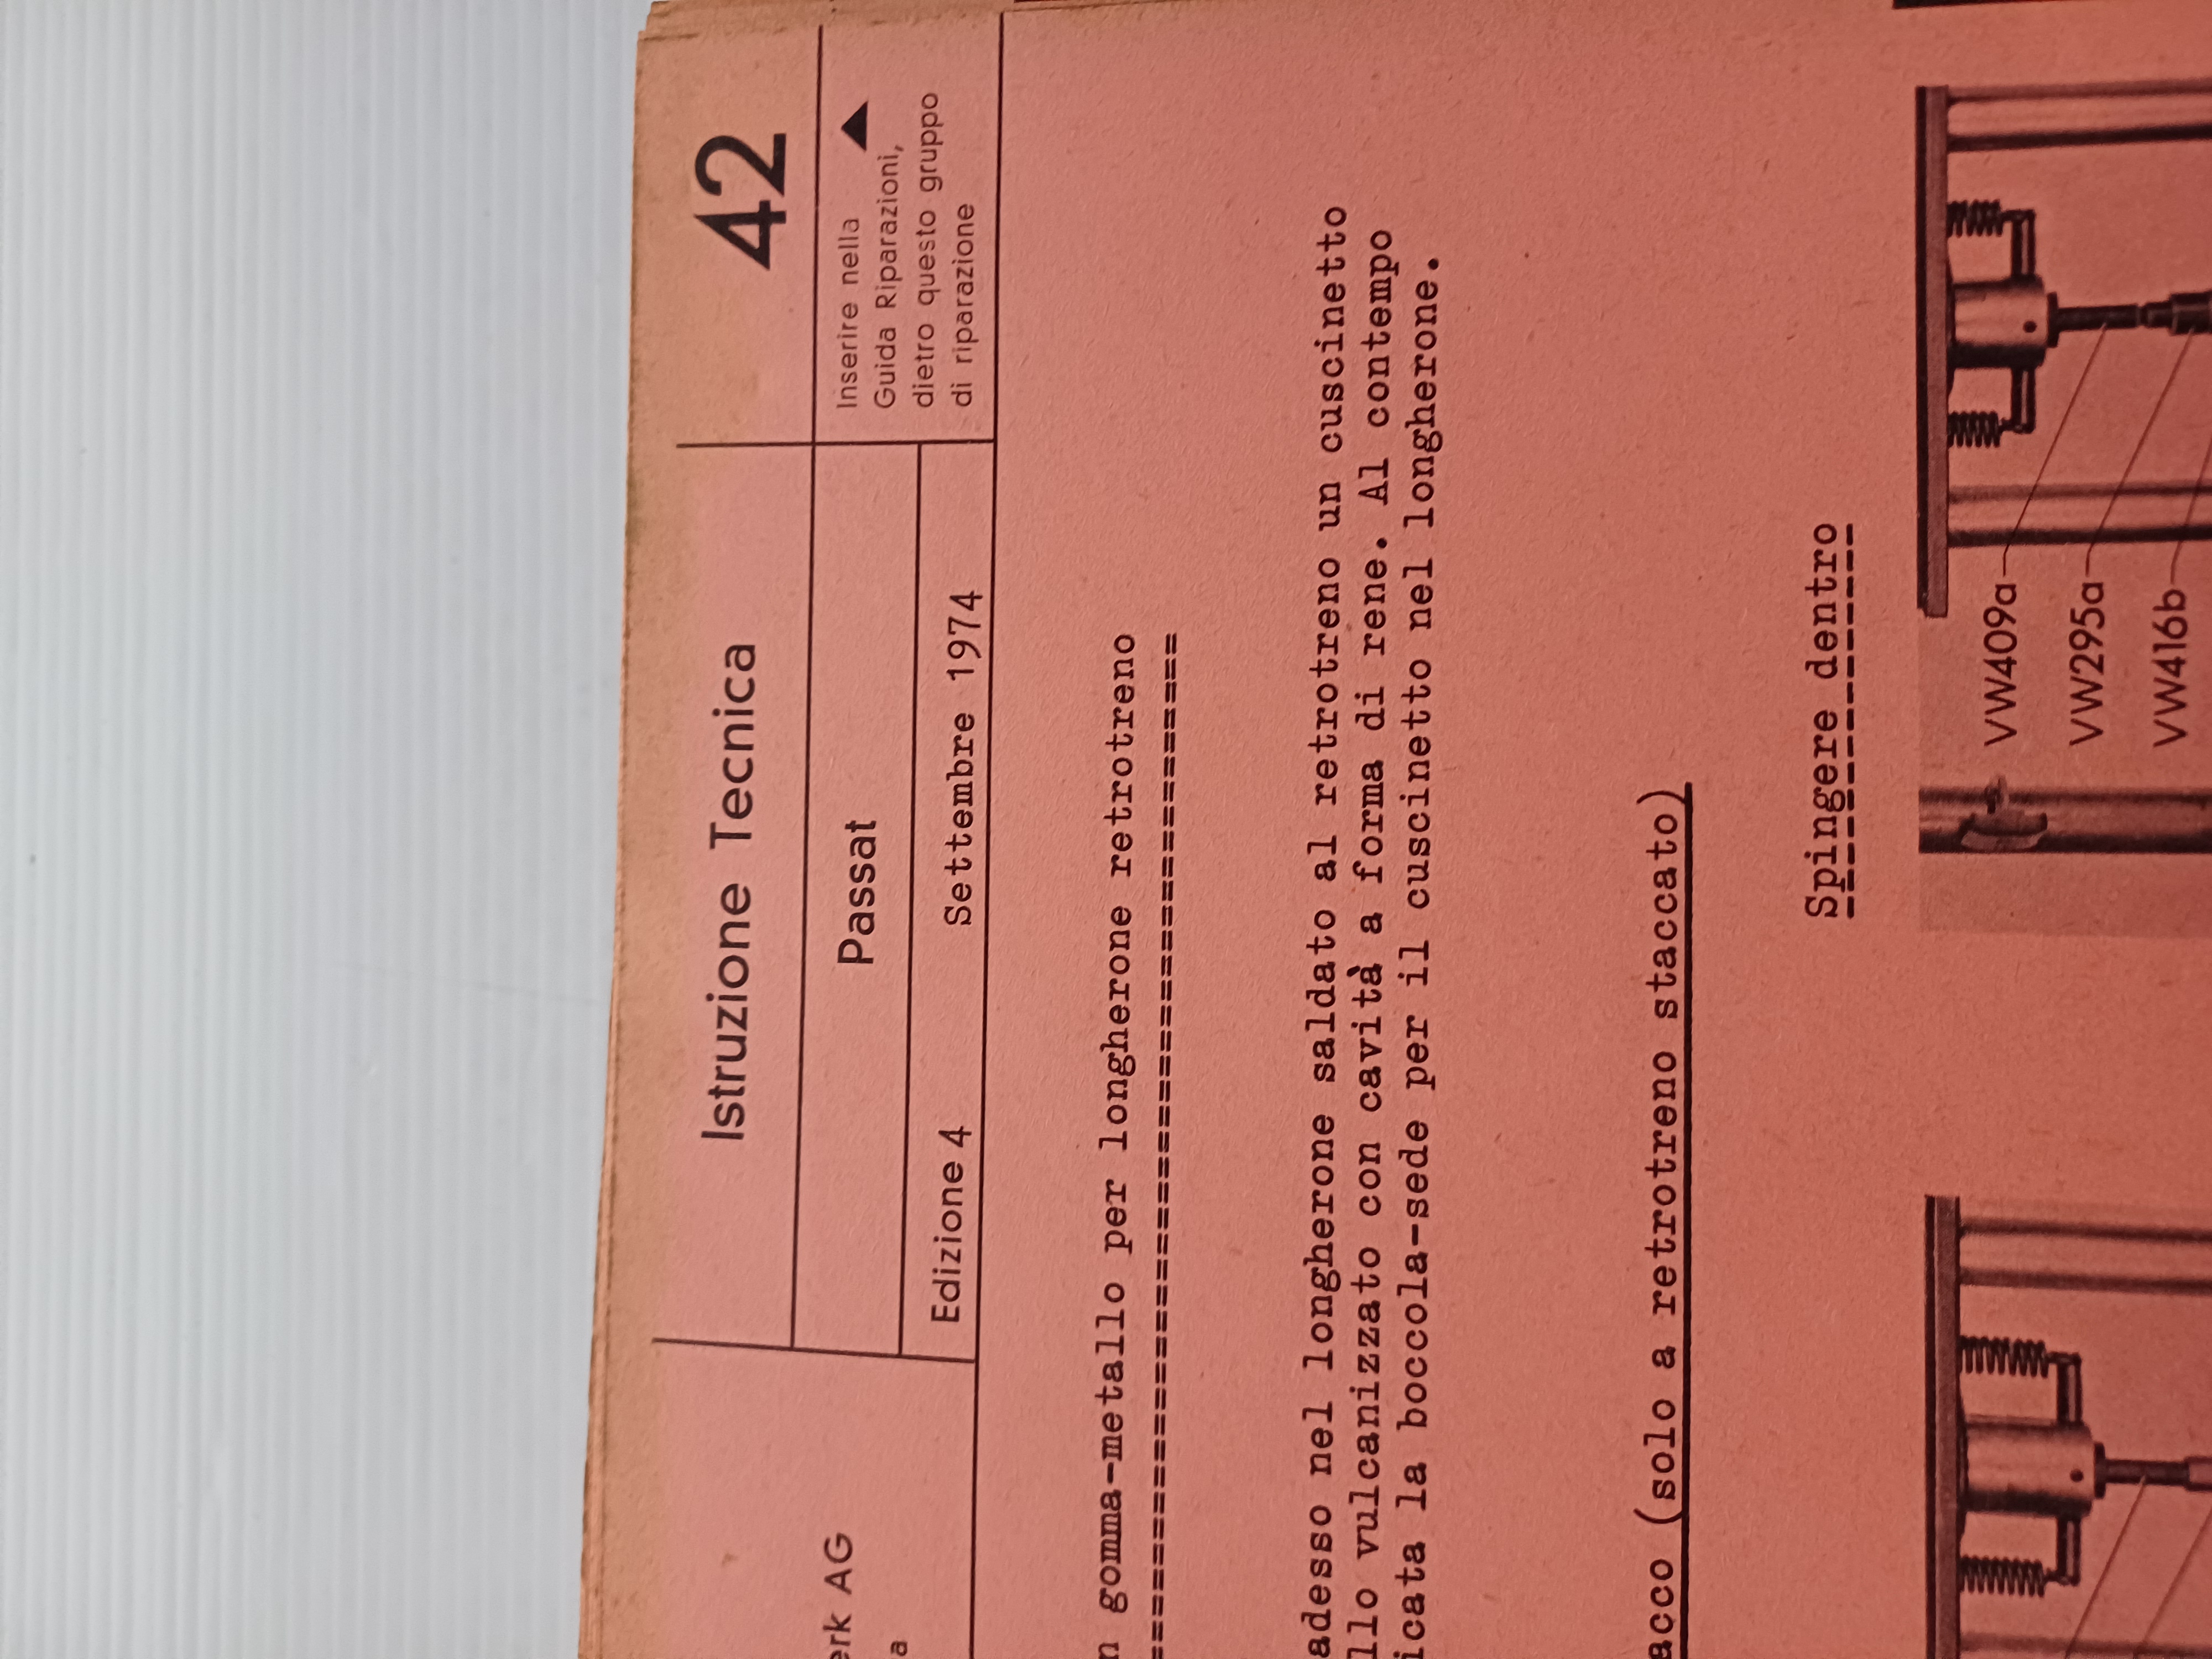 Istruzione Tecnica
42
erk AG
Passat
Inserire nella
Guida Riparazioni,
dietro questo gruppo
di riparazione
Edizione 4
Settembre 1974
gomma-metallo per longherone retrotreno
adesso nel longherone saldato al retrotreno un cuscinetto
llo vulcanizzato con cavità a forma di rene. Al contempo
icata la boccola-sede per il cuscinetto nel longherone.
acco (solo a retrotreno staccato)
Spingere dentro
VW409a
VW295a
VW416b